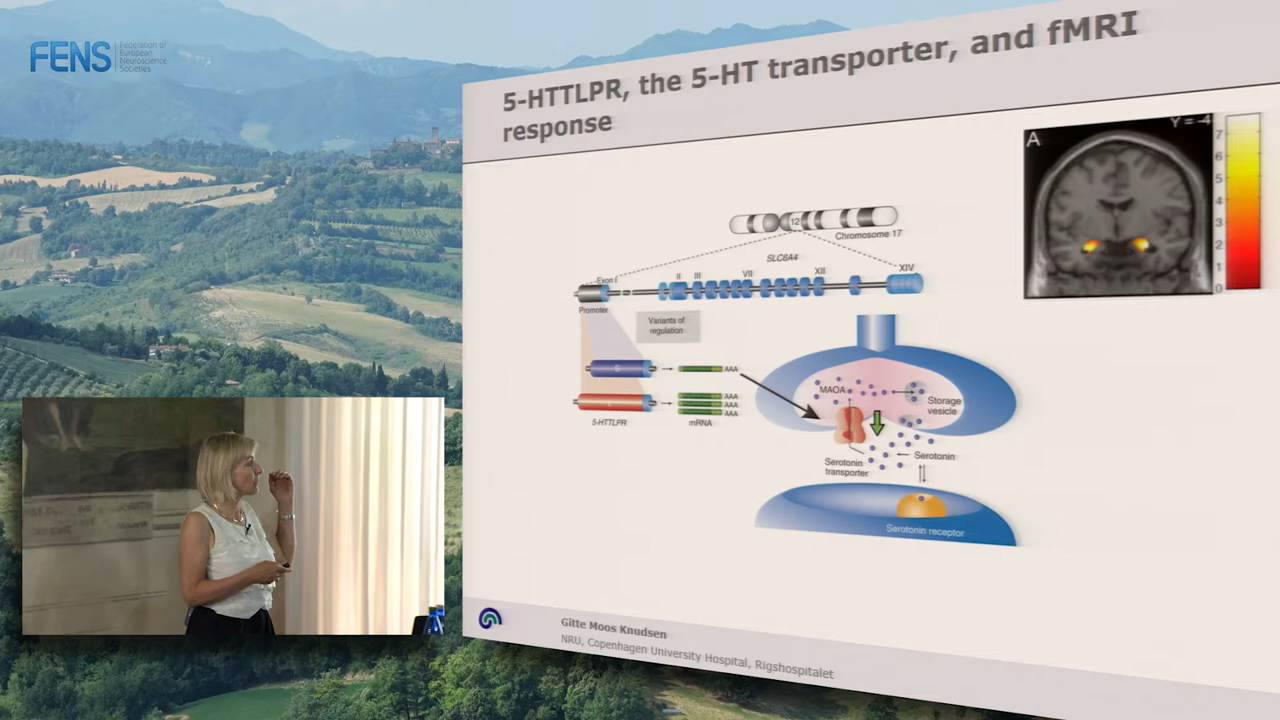 FENS
Federation of
European
Neuroscience
Societies
5-HTTLPR, the 5-HT transporter, and fMRI
response
A
Y = -4
7
6
5
4
3
2
1
0
12
Chromosome 17
SLC6A4
Exon I
II
III
VII
XII
XIV
Promoter
Variants of
regulation
S
AAA
L
AAA
AAA
AAA
5-HTTLPR
mRNA
MAOA
Storage
vesicle
Serotonin
transporter
Serotonin
Serotonin receptor
Gitte Moos Knudsen
NRU, Copenhagen University Hospital, Rigshospitalet